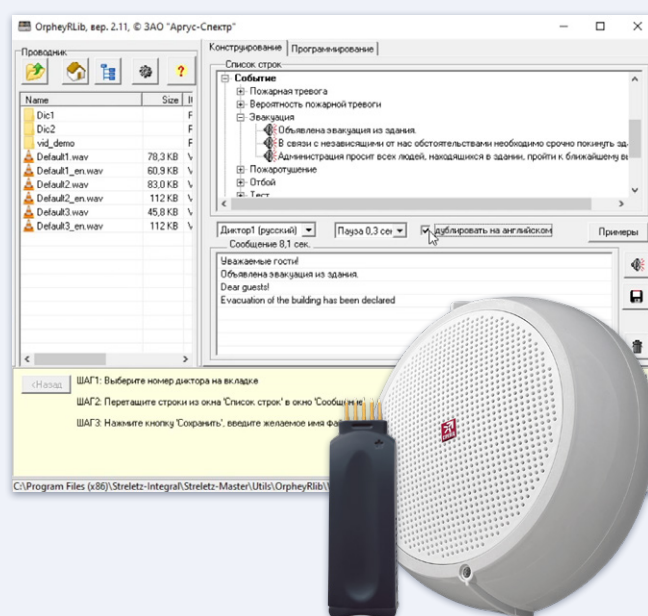 OrpheyRLib, вер. 2.11, © ЗАО "Аргус-Спектр"
Проводник
Конструирование
Программирование
Name
Size
Dic1
Dic2
vid_demo
Default1.wav 78,3 KB
Default1_en.wav 60,9 KB
Default2.wav 83,0 KB
Default2_en.wav 112 KB
Default3.wav 45,8 KB
Default3_en.wav 112 KB
Список строк
Событие
Пожарная тревога
Вероятность пожарной тревоги
Эвакуация
Объявлена эвакуация из здания.
В связи с независящими от нас обстоятельствами необходимо срочно покинуть
Администрация просит всех людей, находящихся в здании, пройти к ближайшему
Пожаротушение
Отбой
Тест
Диктор1 (русский)
Пауза 0,3 сек
дублировать на английском
Примеры
Сообщение 8,1 сек.
Уважаемые гости!
Объявлена эвакуация из здания.
Dear guests!
Evacuation of the building has been declared
<Назад
ШАГ1: Выберите номер диктора на вкладке
ШАГ2: Перетащите строки из окна 'Список строк' в окно 'Сообщение'
ШАГ3: Нажмите кнопку 'Сохранить', введите желаемое имя
C:\Program Files (x86)\Streletz-Integral\Streletz-Master\Utils\OrpheyRlib\